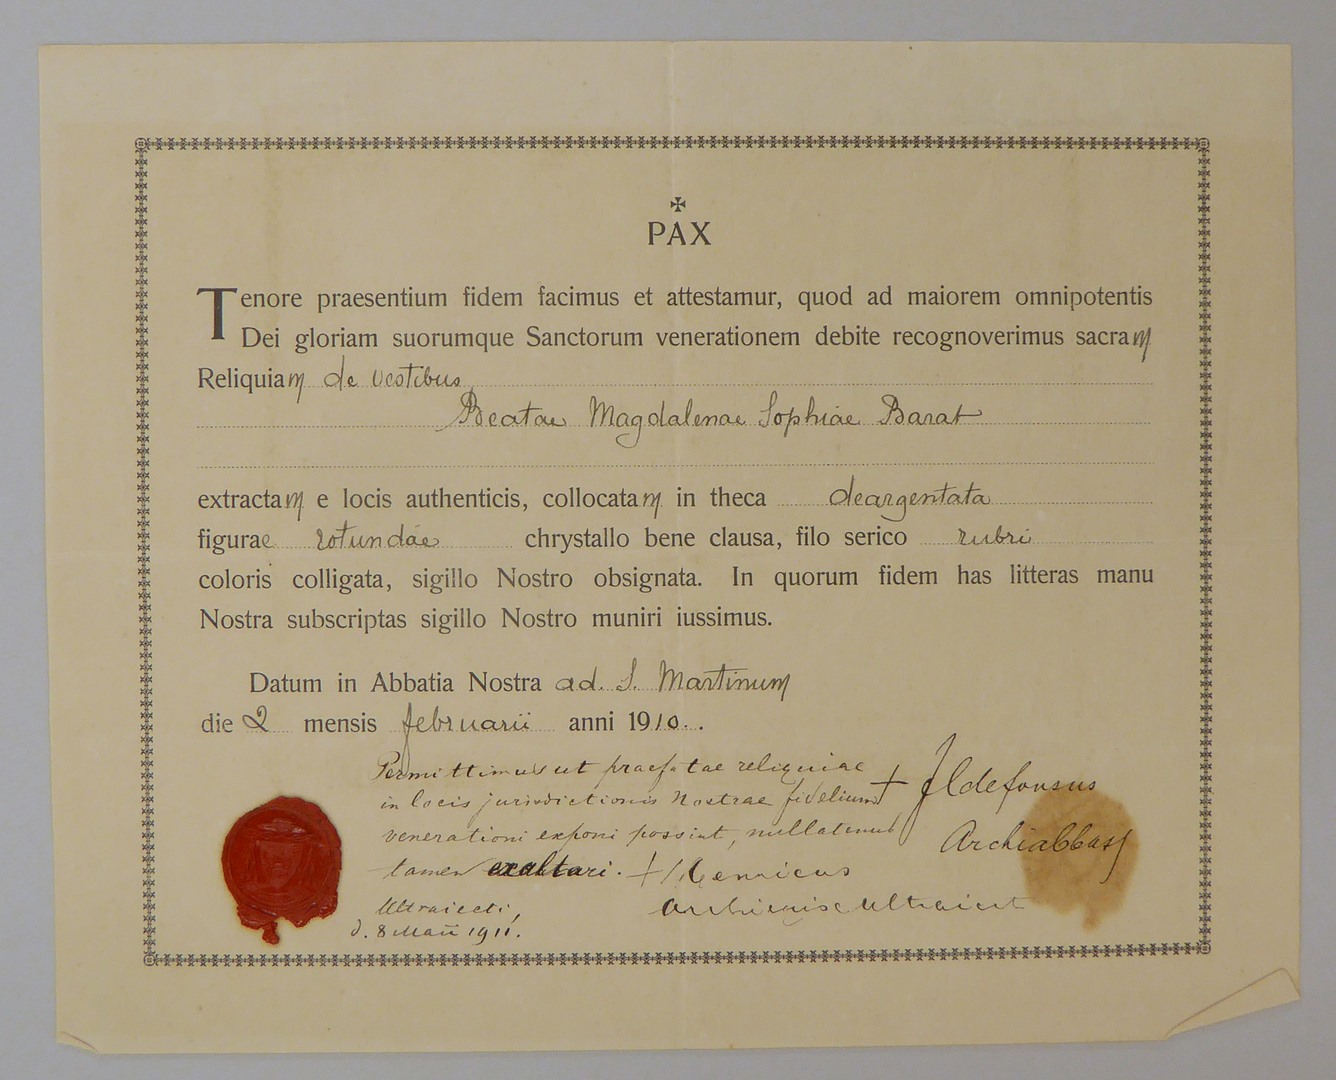 ✠
PAX
Tenore praesentium fidem facimus et attestamur, quod ad maiorem omnipotentis
Dei gloriam suorumque Sanctorum venerationem debite recognoverimus sacram
Reliquiam de vestibus
Beatae Magdalenae Sophiae Barat
extractam e locis authenticis, collocatam in theca deargentata
figurae rotundae chrystallo bene clausa, filo serico rubri
coloris colligata, sigillo Nostro obsignata. In quorum fidem has litteras manu
Nostra subscriptas sigillo Nostro muniri iussimus.
Datum in Abbatia Nostra ad S. Martinum
die 2 mensis februarii anni 1910.
Permittimus ut praefatae reliquiae
in locis jurisdictionis Nostrae fidelium
venerationi exponi possint, nullatenus
tamen exaltari.
+ Ildefonsus
Archiabbas
+ Henricus
Ultraiecti,
d. 8 Maii 1911.